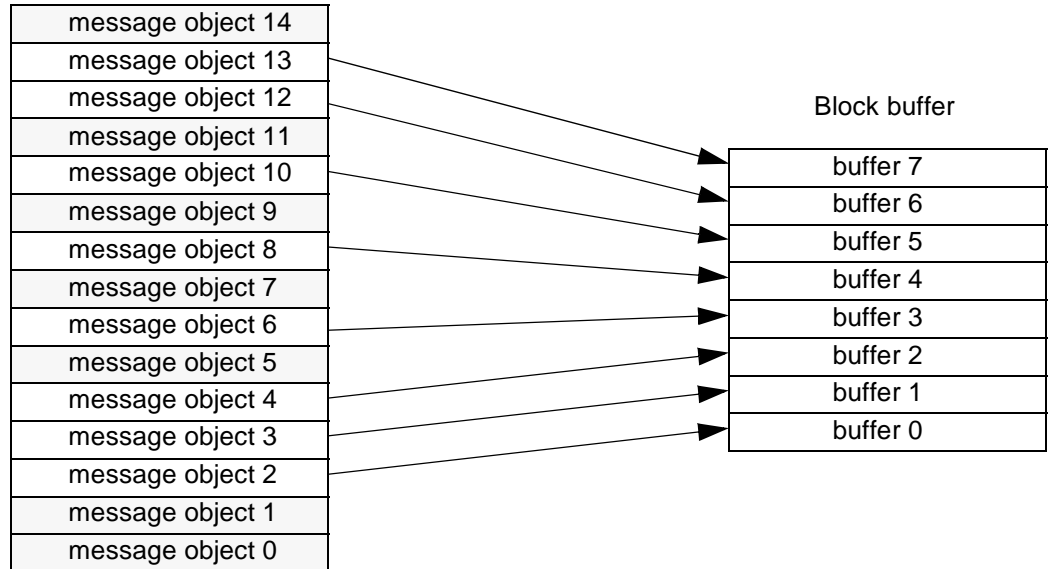 message object 14
message object 13
message object 12
message object 11
message object 10
message object 9
message object 8
message object 7
message object 6
message object 5
message object 4
message object 3
message object 2
message object 1
message object 0
Block buffer
buffer 7
buffer 6
buffer 5
buffer 4
buffer 3
buffer 2
buffer 1
buffer 0